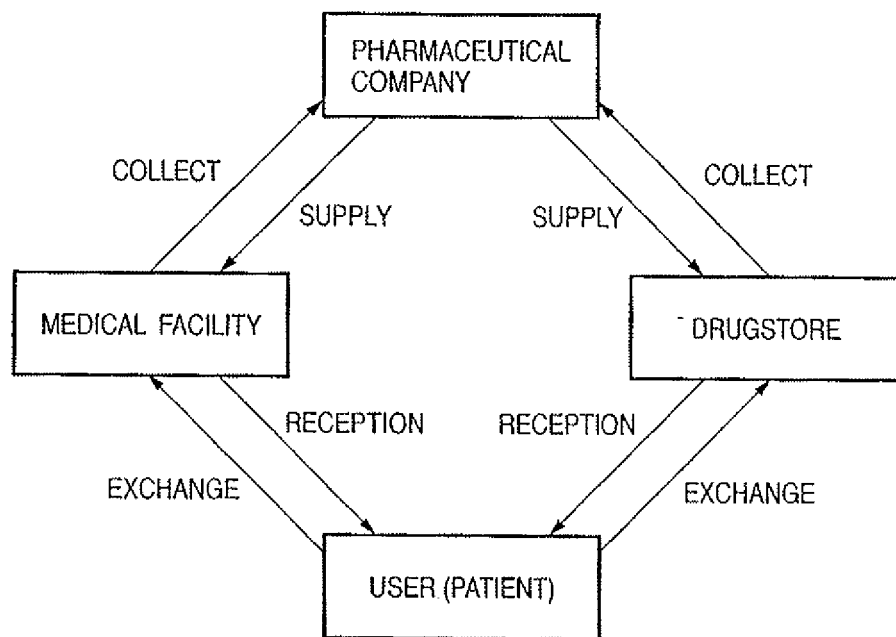 PHARMACEUTICAL
COMPANY
COLLECT
COLLECT
SUPPLY
SUPPLY
MEDICAL FACILITY
DRUGSTORE
RECEPTION
RECEPTION
EXCHANGE
EXCHANGE
USER (PATIENT)